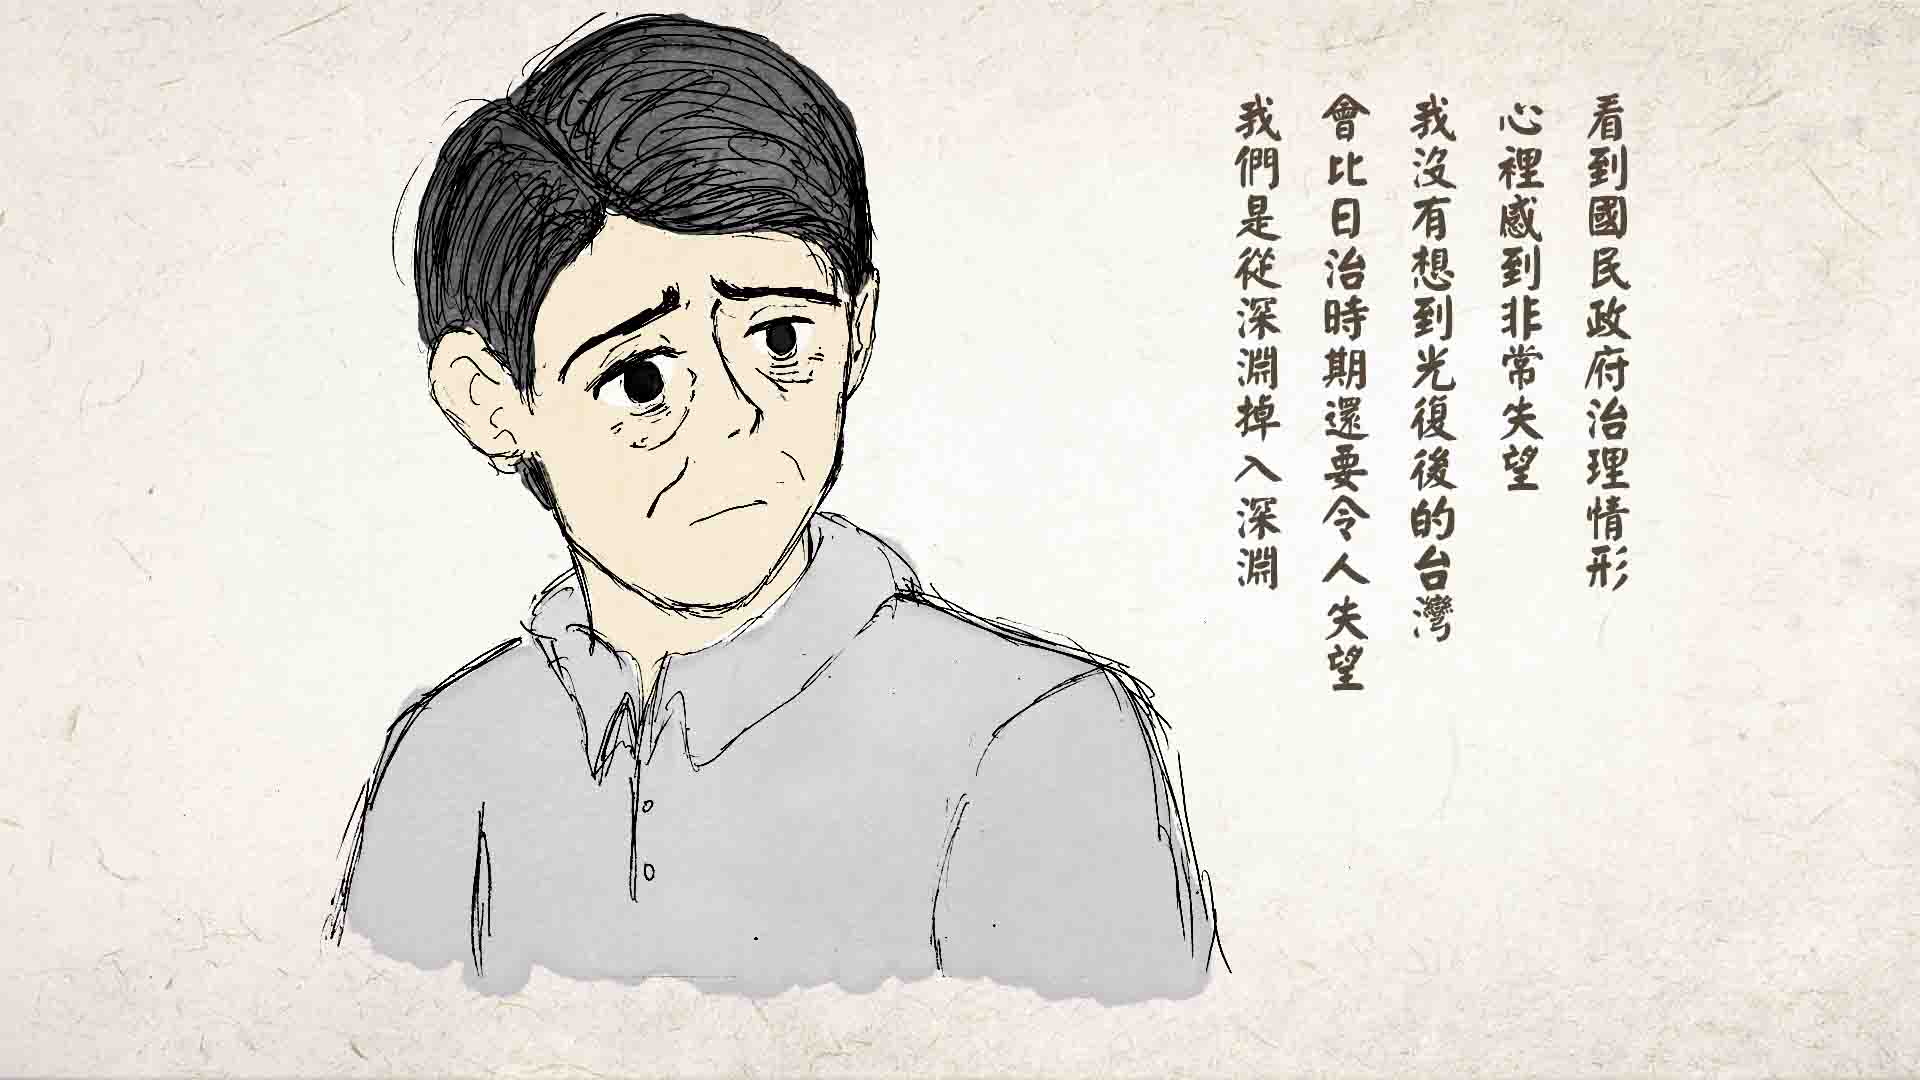 看到國民政府治理情形
心裡感到非常失望
我沒有想到光復後的台灣
會比日治時期還要令人失望
我們是從深淵掉入深淵